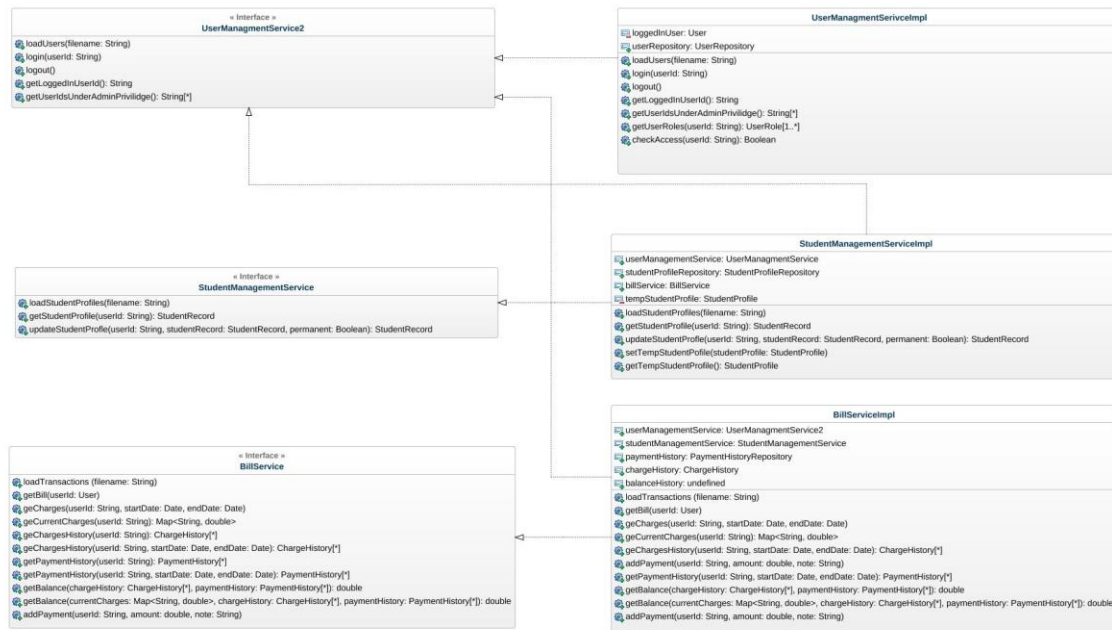 « Interface »
UserManagmentService2
loadUsers(filename: String)
login(userId: String)
logout()
getLoggedInUserId(): String
getUserIdsUnderAdminPrivilidge(): String[*]
UserManagmentSerivceImpl
loggedInUser: User
userRepository: UserRepository
loadUsers(filename: String)
login(userId: String)
logout()
getLoggedInUserId(): String
getUserIdsUnderAdminPrivilidge(): String[*]
getUserRoles(userId: String): UserRole[1..*]
checkAccess(userId: String): Boolean
« Interface »
StudentManagementService
loadStudentProfiles(filename: String)
getStudentProfile(userId: String): StudentRecord
updateStudentProfle(userId: String, studentRecord: StudentRecord, permanent: Boolean): StudentRecord
StudentManagementServiceImpl
userManagementService: UserManagmentService
studentProfileRepository: StudentProfileRepository
billService: BillService
tempStudentProfile: StudentProfile
loadStudentProfiles(filename: String)
getStudentProfile(userId: String): StudentRecord
updateStudentProfle(userId: String, studentRecord: StudentRecord, permanent: Boolean): StudentRecord
setTempStudentPofile(studentProfile: StudentProfile)
getTempStudentProfile(): StudentProfile
« Interface »
BillService
loadTransactions (filename: String)
getBill(userId: User)
geCharges(userId: String, startDate: Date, endDate: Date)
geCurrentCharges(userId: String): Map<String, double>
geChargesHistory(userId: String): ChargeHistory[*]
geChargesHistory(userId: String, startDate: Date, endDate: Date): ChargeHistory[*]
getPaymentHistory(userId: String): PaymentHistory[*]
getPaymentHistory(userId: String, startDate: Date, endDate: Date): PaymentHistory[*]
getBalance(chargeHistory: ChargeHistory[*], paymentHistory: PaymentHistory[*]): double
getBalance(currentCharges: Map<String, double>, chargeHistory: ChargeHistory[*], paymentHistory: PaymentHistory[*]): double
addPayment(userId: String, amount: double, note: String)
BillServiceImpl
userManagementService: UserManagmentService2
studentManagementService: StudentManagementService
paymentHistory: PaymentHistoryRepository
chargeHistory: ChargeHistory
balanceHistory: undefined
loadTransactions (filename: String)
getBill(userId: User)
geCharges(userId: String, startDate: Date, endDate: Date)
geCurrentCharges(userId: String): Map<String, double>
geChargesHistory(userId: String, startDate: Date, endDate: Date): ChargeHistory[*]
addPayment(userId: String, amount: double, note: String)
getPaymentHistory(userId: String, startDate: Date, endDate: Date): PaymentHistory[*]
getBalance(chargeHistory: ChargeHistory[*], paymentHistory: PaymentHistory[*]): double
getBalance(currentCharges: Map<String, double>, chargeHistory: ChargeHistory[*], paymentHistory: PaymentHistory[*]): double
addPayment(userId: String, amount: double, note: String)